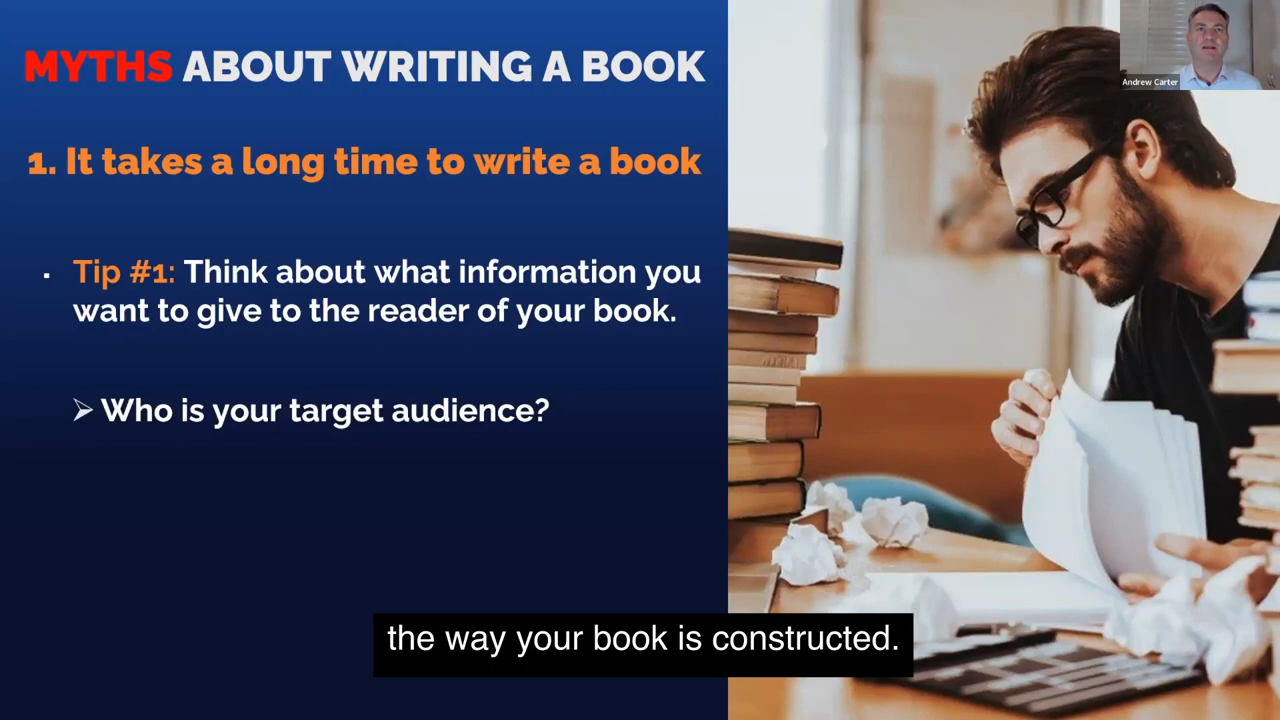 MYTHS ABOUT WRITING A BOOK
1. It takes a long time to write a book
▪ Tip #1: Think about what information you
want to give to the reader of your book.
➢ Who is your target audience?
Andrew Carter
the way your book is constructed.